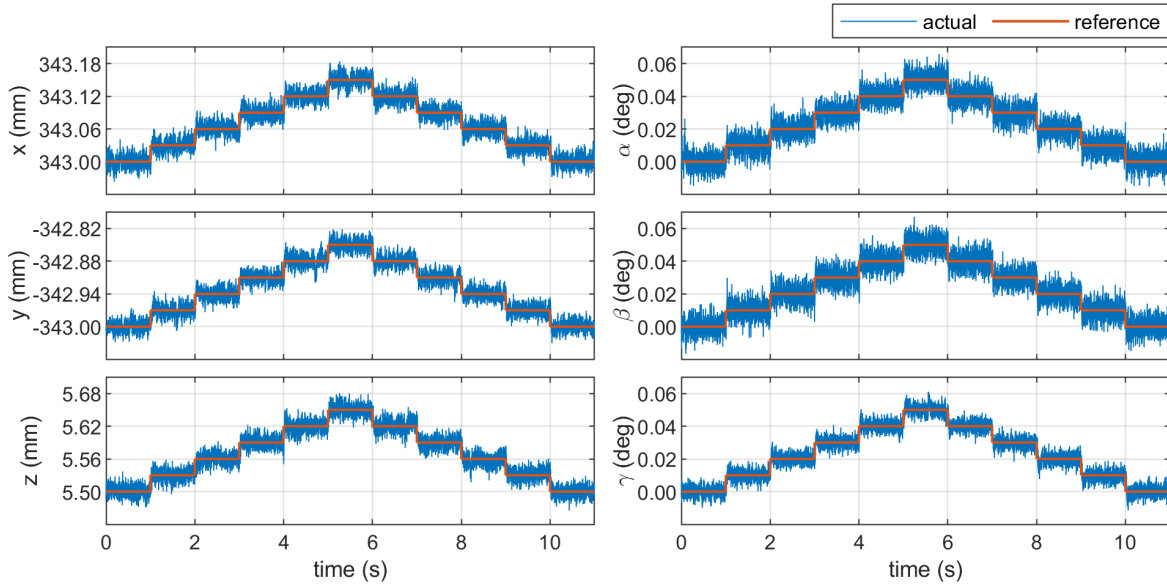 actual reference
x (mm)
343.18
343.12
343.06
343.00
α (deg)
0.06
0.04
0.02
0.00
y (mm)
-342.82
-342.88
-342.94
-343.00
β (deg)
0.06
0.04
0.02
0.00
z (mm)
5.68
5.62
5.56
5.50
0 2 4 6 8 10
time (s)
γ (deg)
0.06
0.04
0.02
0.00
0 2 4 6 8 10
time (s)